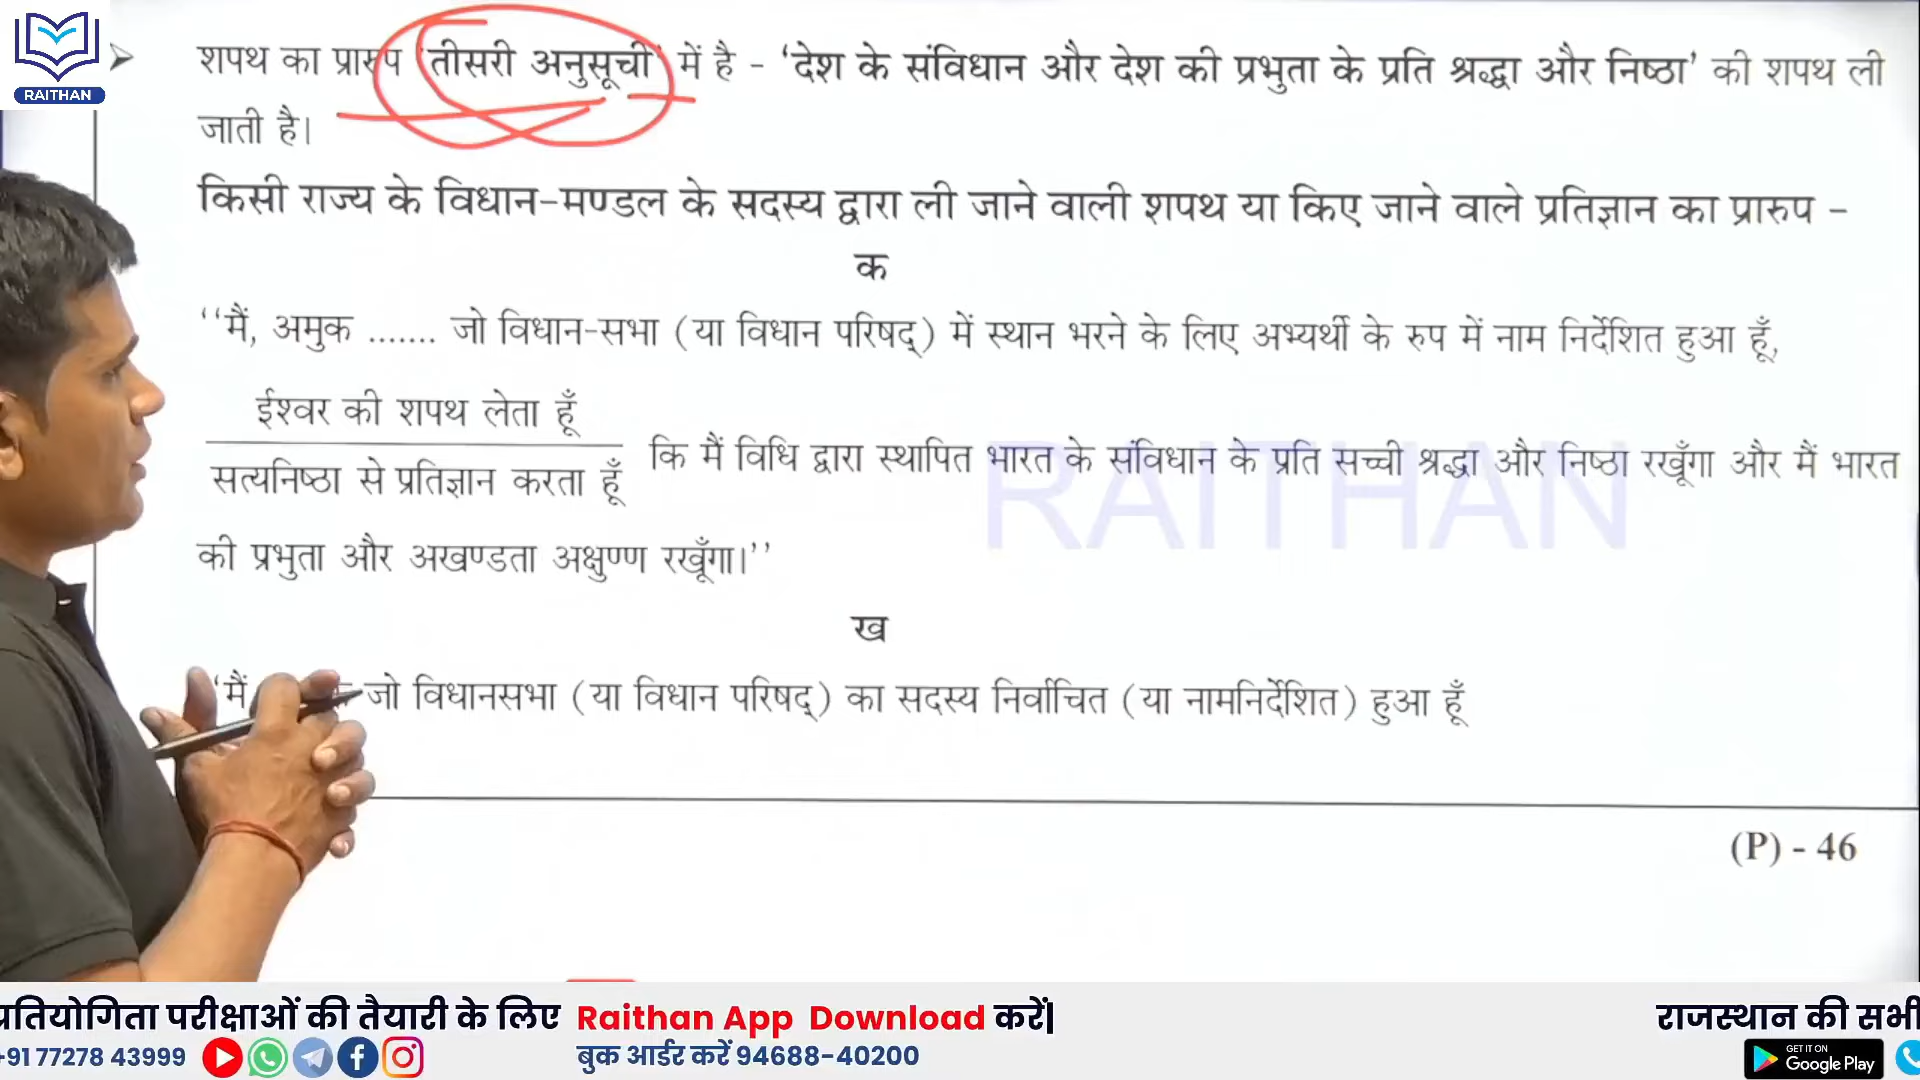 RAITHAN
➢ शपथ का प्रारुप 'तीसरी अनुसूची' में है - 'देश के संविधान और देश की प्रभुता के प्रति श्रद्धा और निष्ठा' की शपथ ली
जाती है।
किसी राज्य के विधान-मण्डल के सदस्य द्वारा ली जाने वाली शपथ या किए जाने वाले प्रतिज्ञान का प्रारुप -
क
''मैं, अमुक ....... जो विधान-सभा (या विधान परिषद्) में स्थान भरने के लिए अभ्यर्थी के रुप में नाम निर्देशित हुआ हूँ,
ईश्वर की शपथ लेता हूँ
सत्यनिष्ठा से प्रतिज्ञान करता हूँ
कि मैं विधि द्वारा स्थापित भारत के संविधान के प्रति सच्ची श्रद्धा और निष्ठा रखूँगा और मैं भारत
RAITHAN
की प्रभुता और अखण्डता अक्षुण्ण रखूँगा।''
ख
'मैं जो विधानसभा (या विधान परिषद्) का सदस्य निर्वाचित (या नामनिर्देशित) हुआ हूँ
(P) - 46
प्रतियोगिता परीक्षाओं की तैयारी के लिए Raithan App Download करें|
राजस्थान की सभी
+91 77278 43999
बुक आर्डर करें 94688-40200
GET IT ON
Google Play